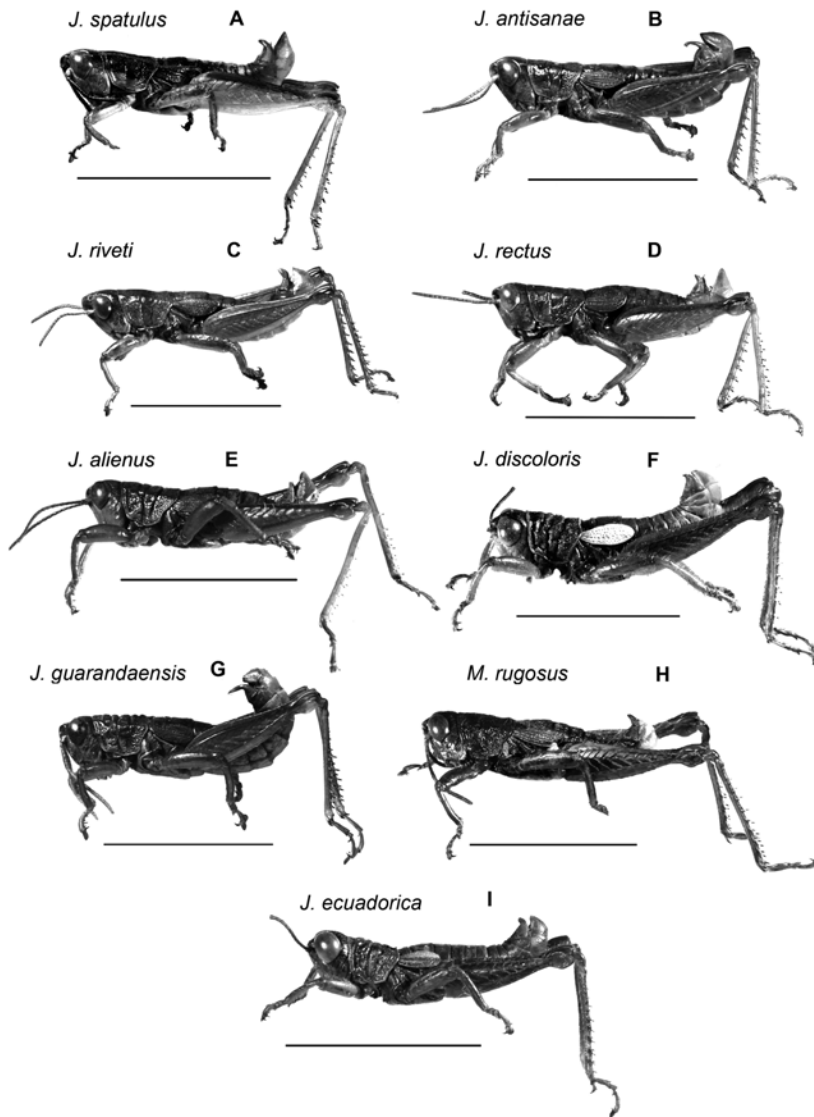 J. spatulus A
J. antisanae B
J. riveti C
J. rectus D
J. alienus E
J. discoloris F
J. guarandaensis G
M. rugosus H
J. ecuadorica I